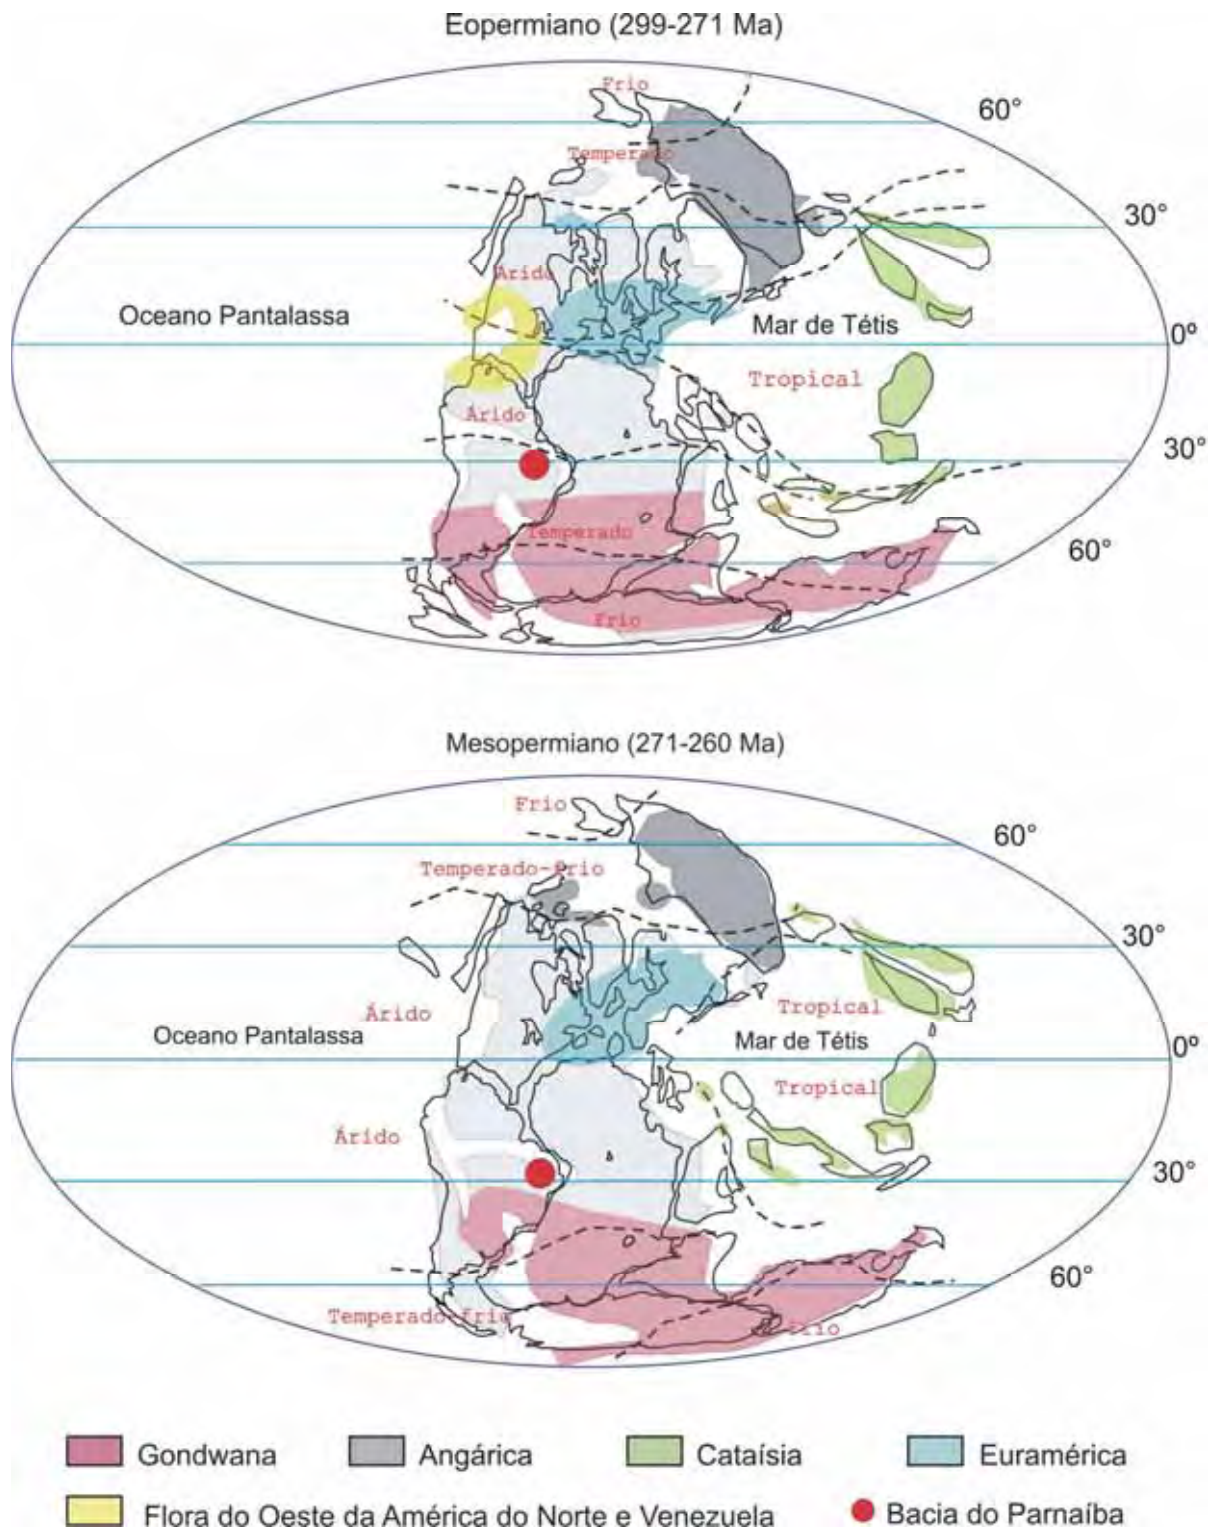 Eopermiano (299-271 Ma)
Frio
60°
Temperado
30°
Árido
Oceano Pantalassa
Mar de Tétis
0°
Tropical
Árido
30°
Temperado
60°
Frio
Mesopermiano (271-260 Ma)
Frio
60°
Temperado-frio
30°
Tropical
Árido
Oceano Pantalassa
Mar de Tétis
0°
Tropical
Árido
30°
60°
Temperado-frio
frio
Gondwana
Angárica
Cataísia
Euramérica
Flora do Oeste da América do Norte e Venezuela
Bacia do Parnaíba